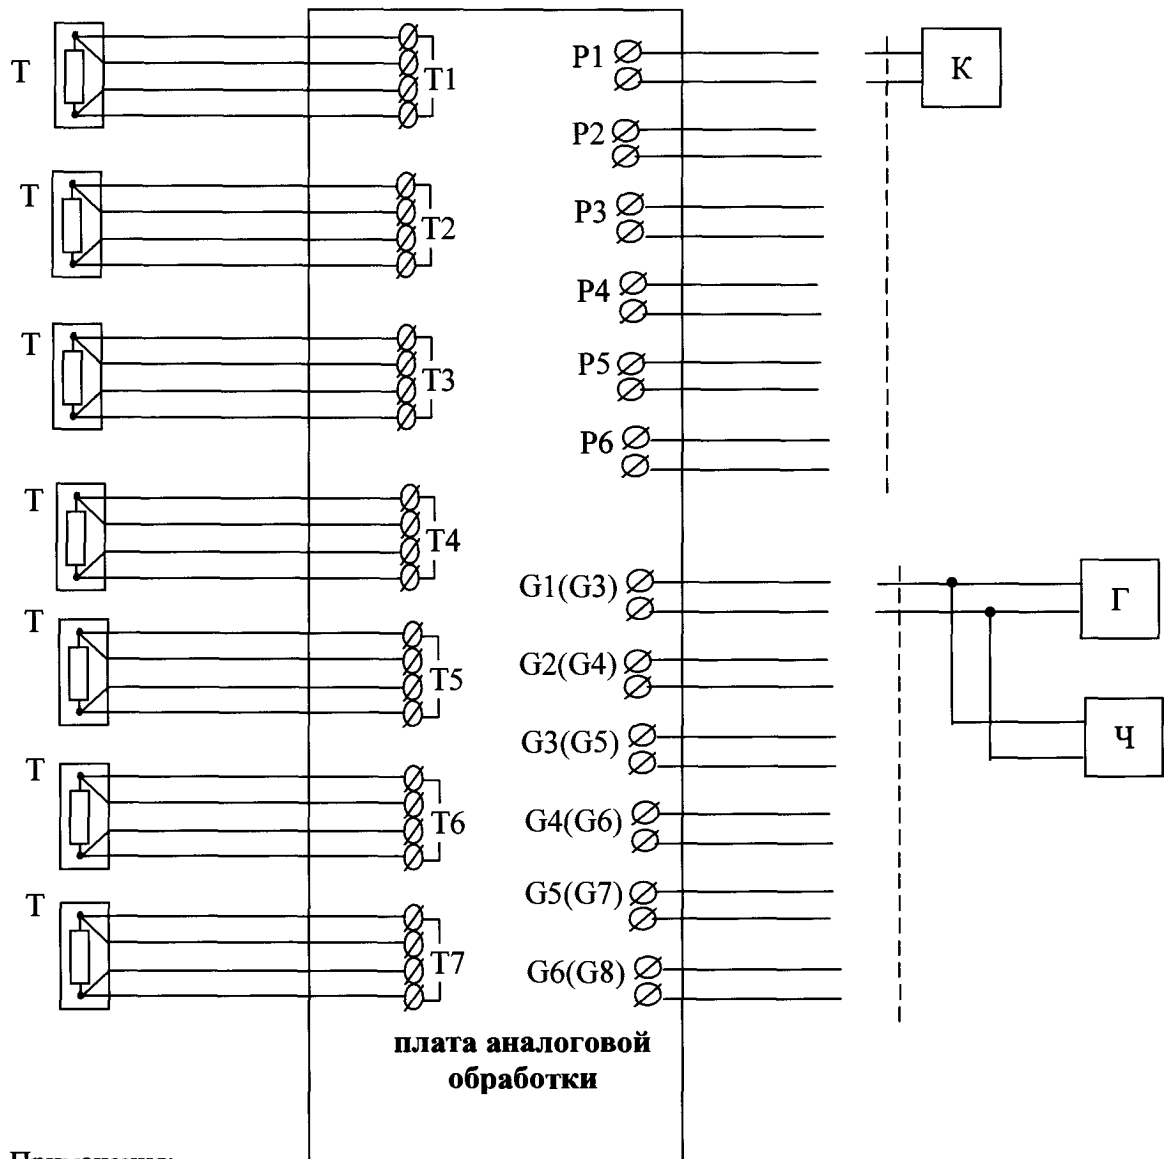 T
T1
T
T2
T
T3
T
T4
T
T5
T
T6
T
T7
P1
P2
P3
P4
P5
P6
К
G1(G3)
G2(G4)
G3(G5)
G4(G6)
G5(G7)
G6(G8)
Г
Ч
плата аналоговой
обработки